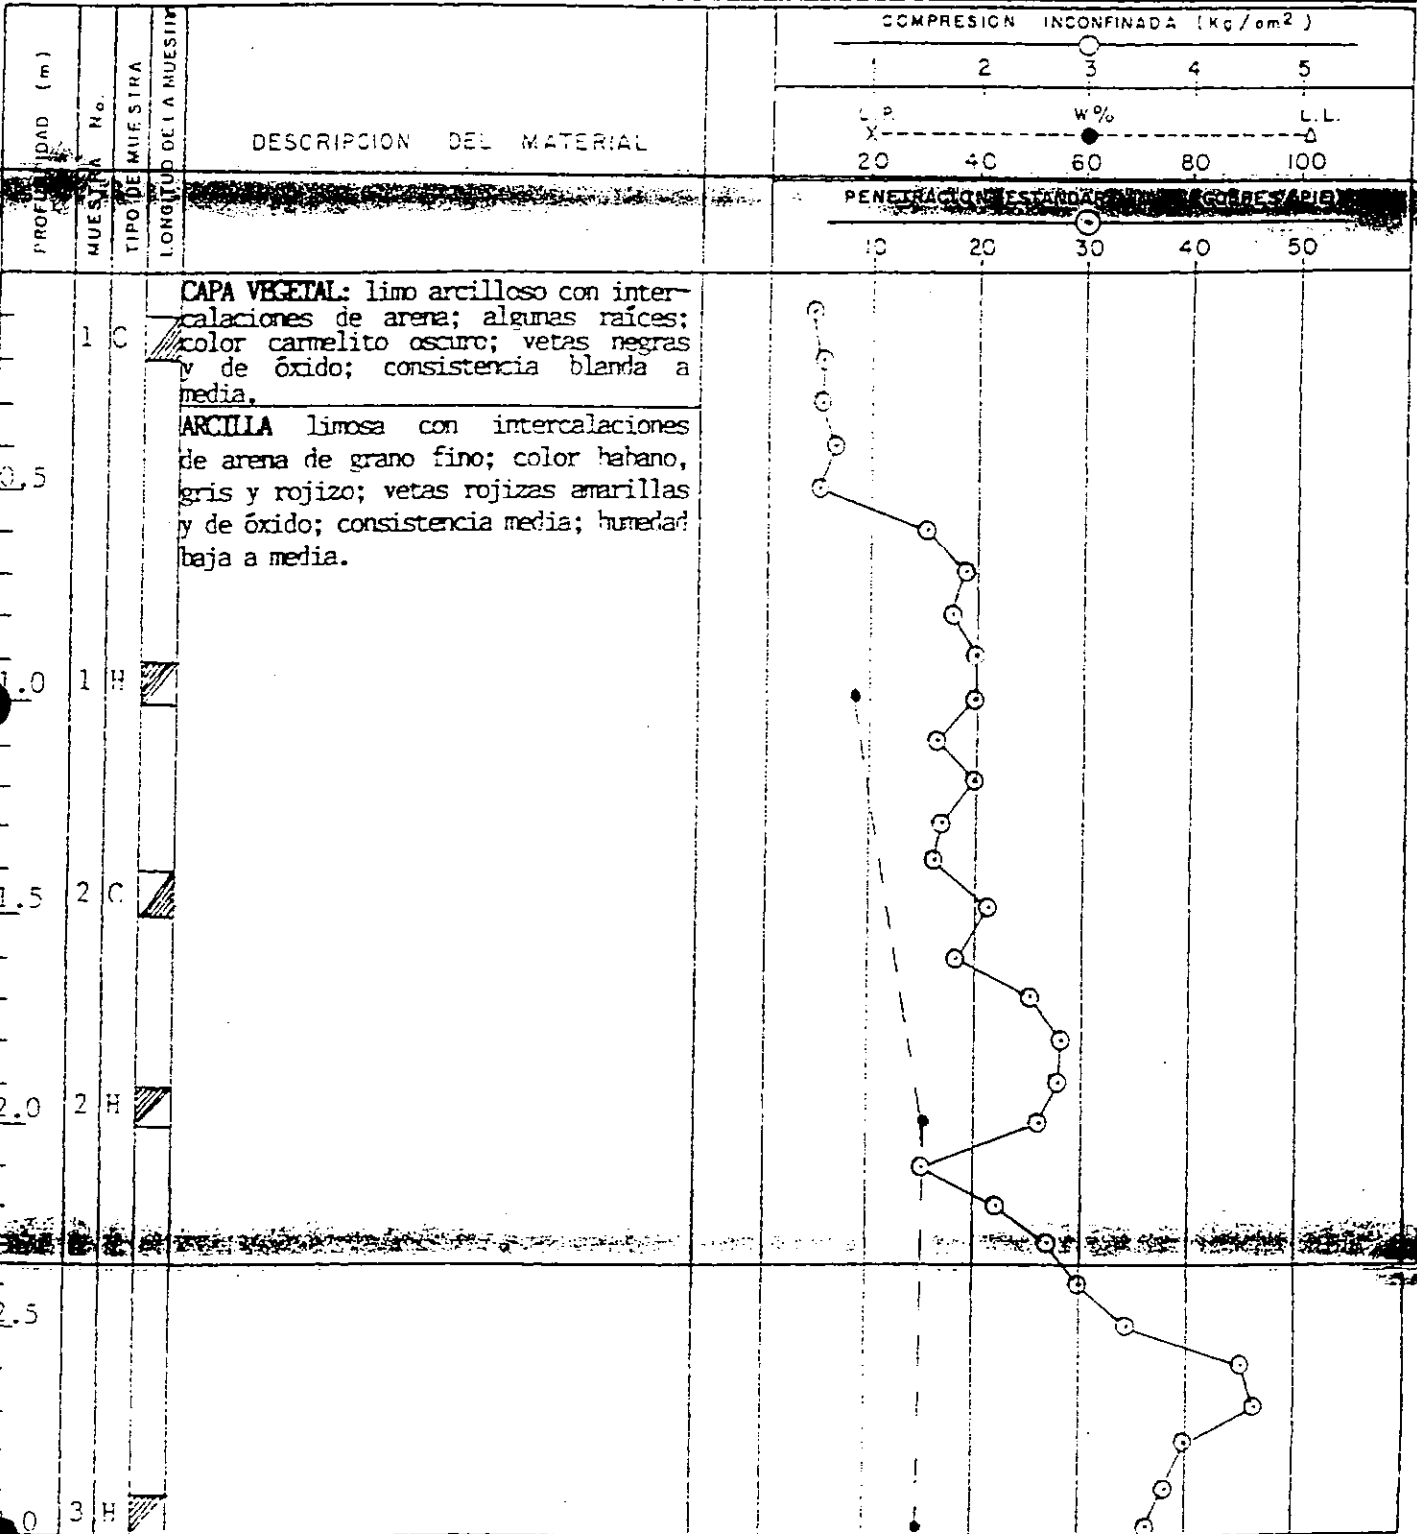 PROFUNDIDAD (m)
MUESTRA No.
TIPO DE MUESTRA
LONGITUD DE LA MUESTRA
DESCRIPCION DEL MATERIAL
COMPRESION INCONFINADA (Kg/cm²)
1 2 3 4 5
L.P. W% L.L.
20 40 60 80 100
PENETRACION ESTANDAR (GOLPES/PIE)
10 20 30 40 50
CAPA VEGETAL: limo arcilloso con inter-
calaciones de arena; algunas raíces;
1 C
color carmelito oscuro; vetas negras
y de óxido; consistencia blanda a
media.
ARCILLA limosa con intercalaciones
de arena de grano fino; color habano,
0.5
gris y rojizo; vetas rojizas amarillas
y de óxido; consistencia media; humedad
baja a media.
1.0 1 H
1.5 2 C
2.0 2 H
2.5
.0 3 H